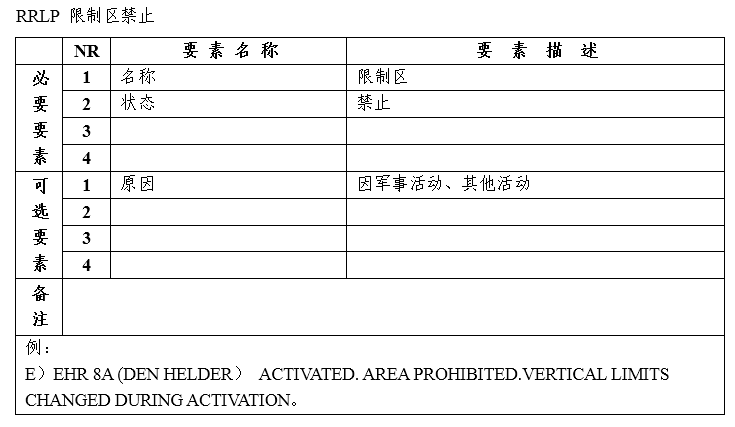 RRLP 限制区禁止
NR 要素名称 要素描述
必要要素
1 名称 限制区
2 状态 禁止
3
4
可选要素
1 原因 因军事活动、其他活动
2
3
4
备注
例：
E）EHR 8A (DEN HELDER） ACTIVATED. AREA PROHIBITED.VERTICAL LIMITS
CHANGED DURING ACTIVATION。